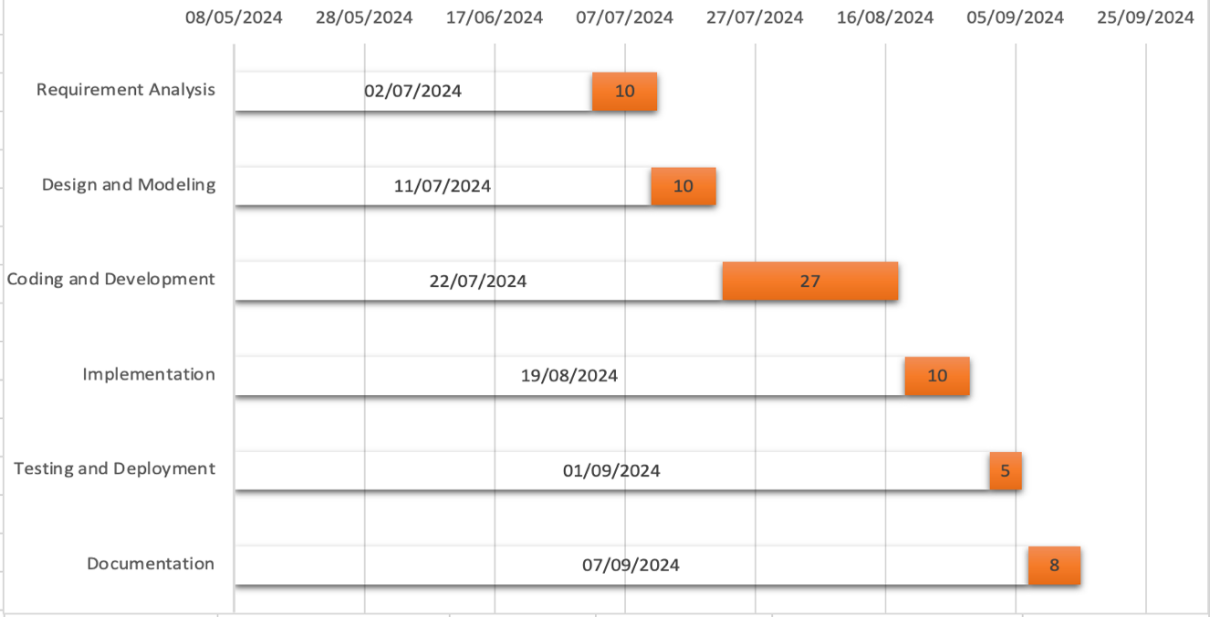 08/05/2024 28/05/2024 17/06/2024 07/07/2024 27/07/2024 16/08/2024 05/09/2024 25/09/2024
Requirement Analysis 02/07/2024 10
Design and Modeling 11/07/2024 10
Coding and Development 22/07/2024 27
Implementation 19/08/2024 10
Testing and Deployment 01/09/2024 5
Documentation 07/09/2024 8